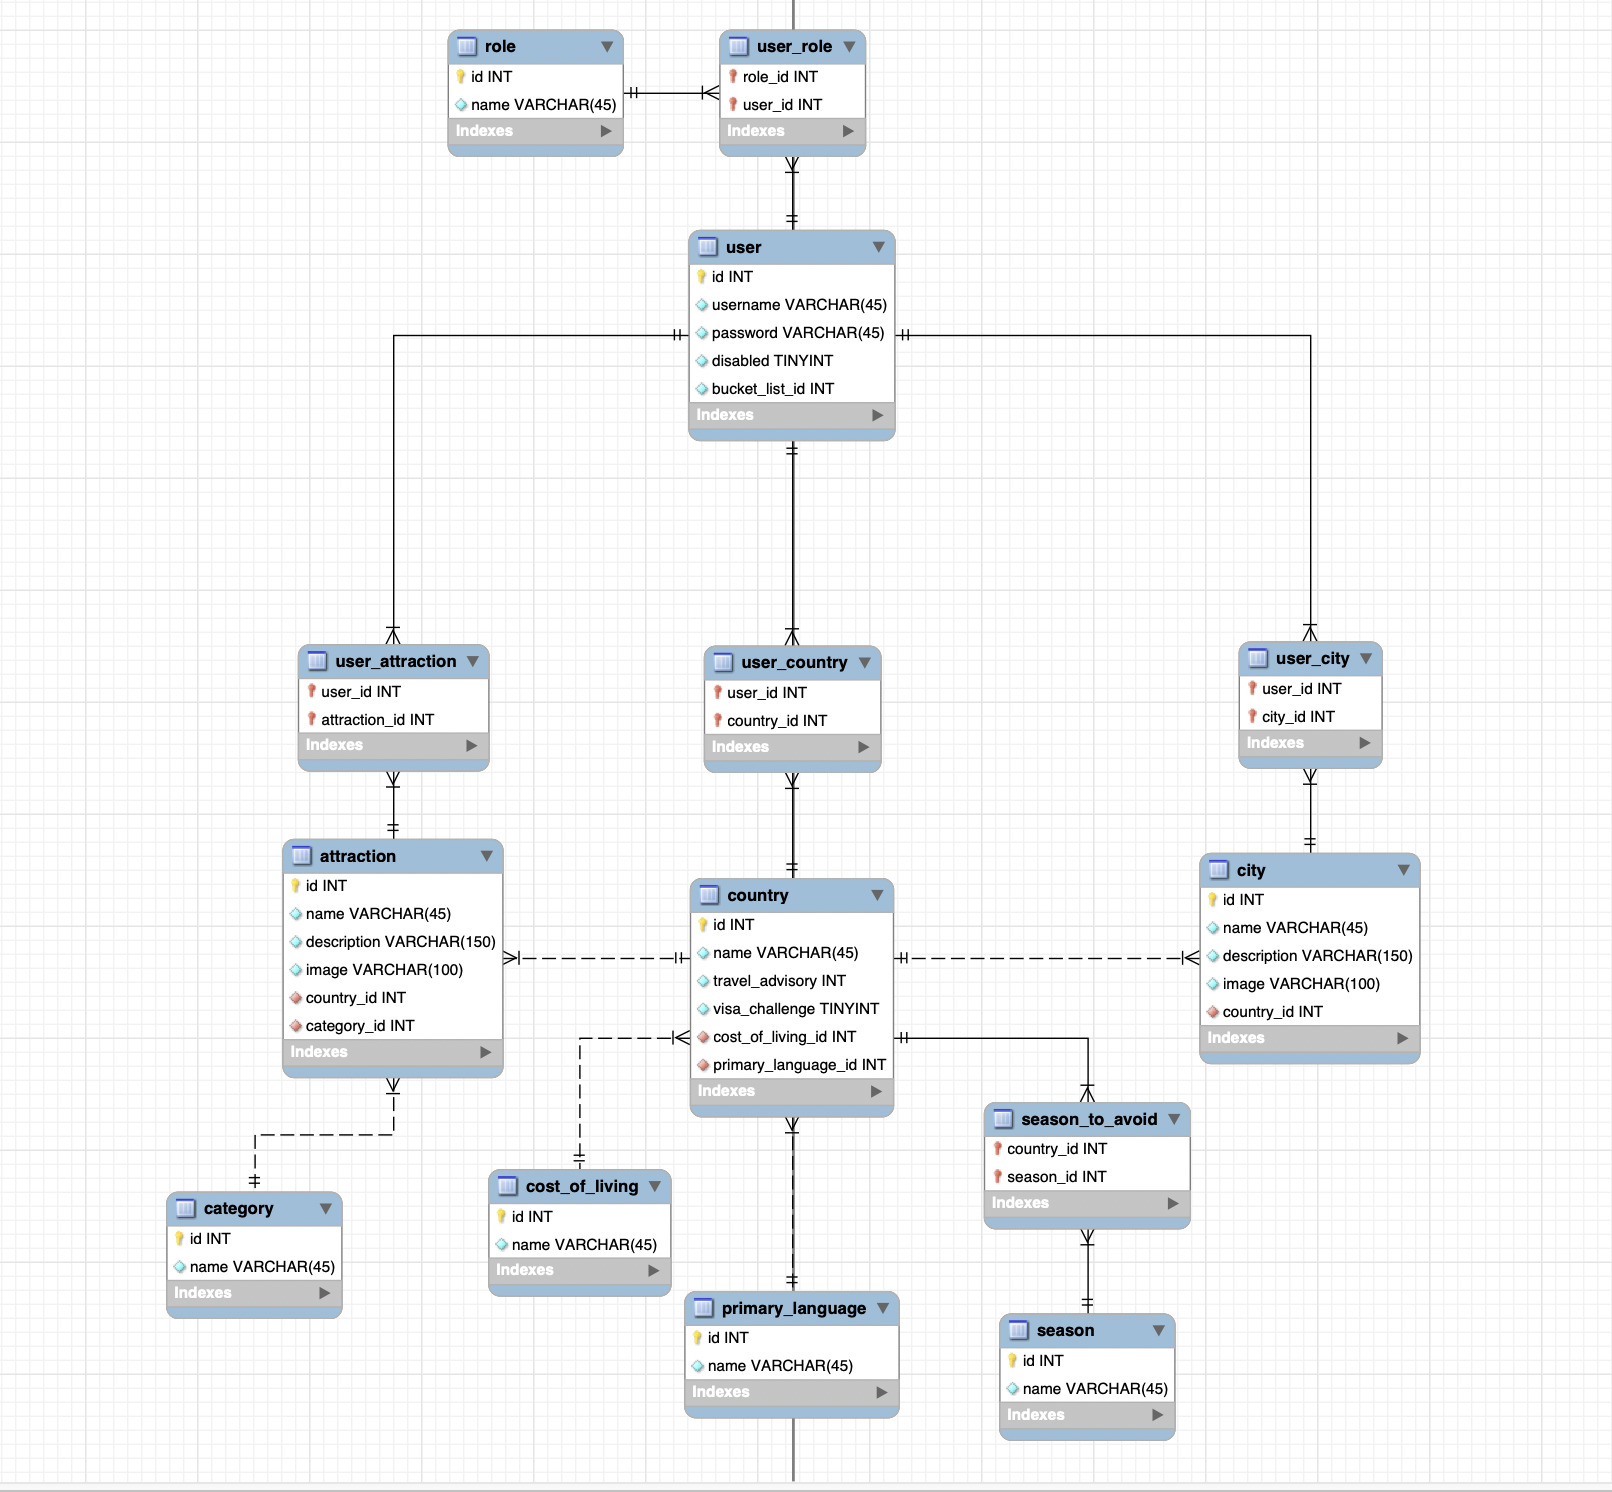 role
id INT
name VARCHAR(45)
Indexes
user_role
role_id INT
user_id INT
Indexes
user
id INT
username VARCHAR(45)
password VARCHAR(45)
disabled TINYINT
bucket_list_id INT
Indexes
user_attraction
user_id INT
attraction_id INT
Indexes
user_country
user_id INT
country_id INT
Indexes
user_city
user_id INT
city_id INT
Indexes
attraction
id INT
name VARCHAR(45)
description VARCHAR(150)
image VARCHAR(100)
country_id INT
category_id INT
Indexes
country
id INT
name VARCHAR(45)
travel_advisory INT
visa_challenge TINYINT
cost_of_living_id INT
primary_language_id INT
Indexes
city
id INT
name VARCHAR(45)
description VARCHAR(150)
image VARCHAR(100)
country_id INT
Indexes
season_to_avoid
country_id INT
season_id INT
Indexes
category
id INT
name VARCHAR(45)
Indexes
cost_of_living
id INT
name VARCHAR(45)
Indexes
primary_language
id INT
name VARCHAR(45)
Indexes
season
id INT
name VARCHAR(45)
Indexes